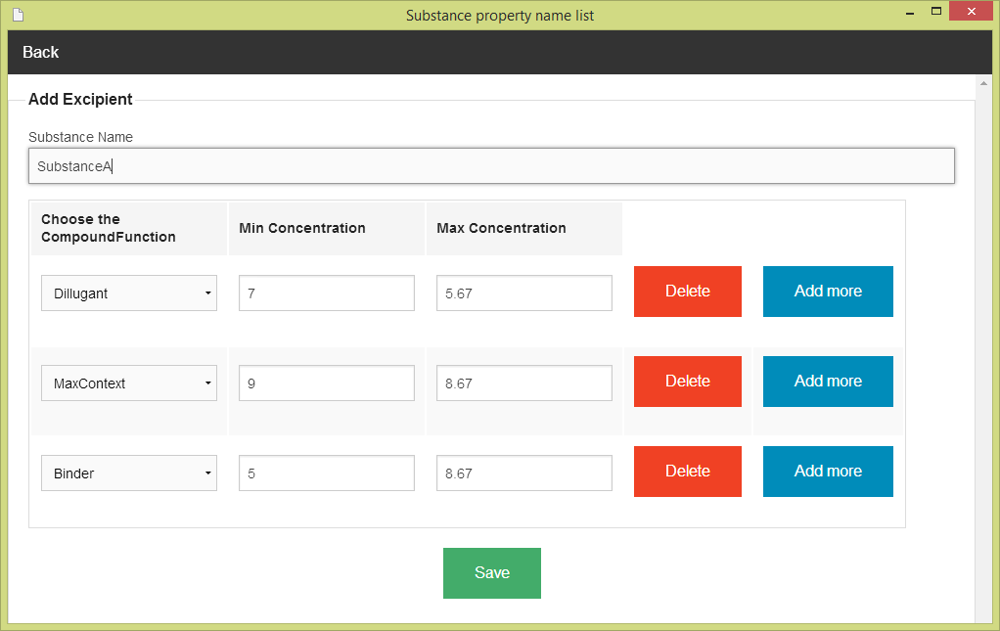 Substance property name list
Back
Add Excipient
Substance Name
SubstanceA
Choose the
CompoundFunction
Min Concentration
Max Concentration
Dillugant
7
5.67
Delete
Add more
MaxContext
9
8.67
Delete
Add more
Binder
5
8.67
Delete
Add more
Save